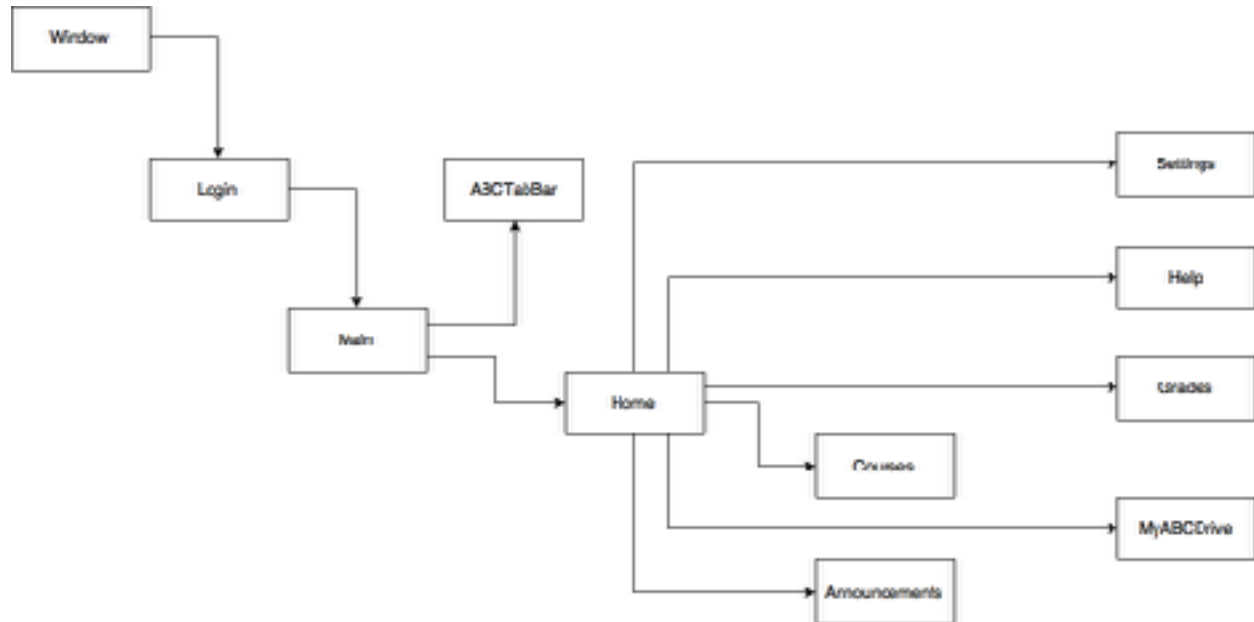 Window
Login
ABCTabBar
Settings
Help
Main
Grades
Home
Courses
MyABCDrive
Announcements